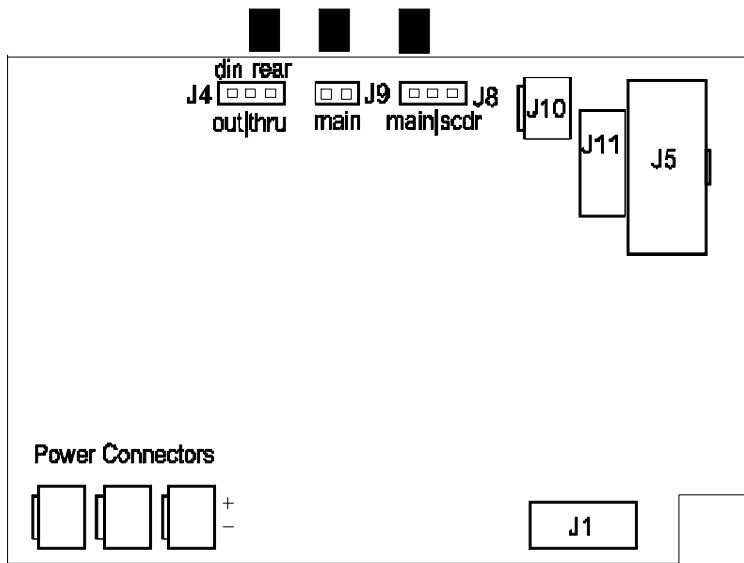 din rear
J4
J9
J8
out|thru
main
main|scdr
J10
J11
J5
Power Connectors
+
−
J1